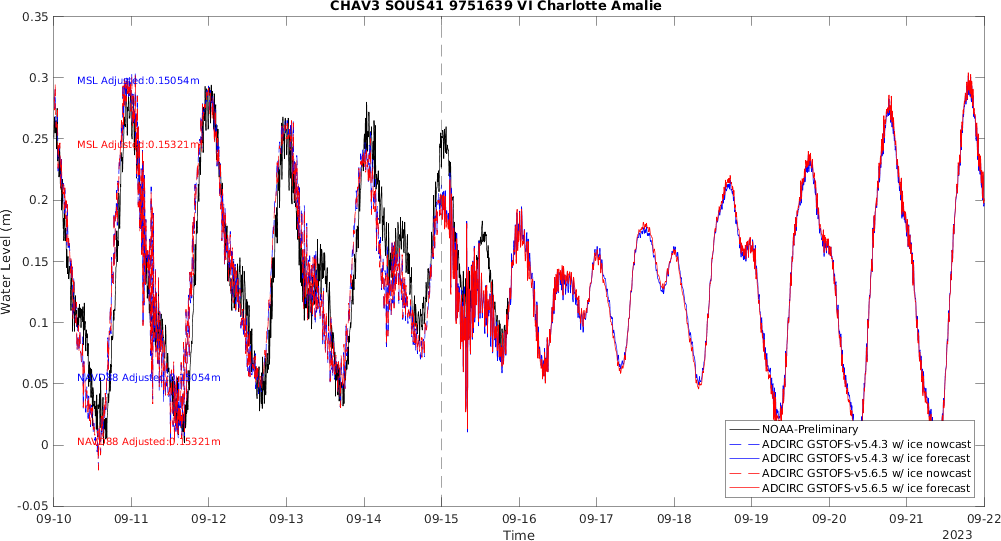 CHAV3 SOUS41 9751639 VI Charlotte Amalie
Water Level (m)
0.35
0.3
0.25
0.2
0.15
0.1
0.05
0
-0.05
MSL Adjusted:0.15054m
MSL Adjusted:0.15321m
NAVD88 Adjusted:0.15054m
NAVD88 Adjusted:0.15321m
NOAA-Preliminary
ADCIRC GSTOFS-v5.4.3 w/ ice nowcast
ADCIRC GSTOFS-v5.4.3 w/ ice forecast
ADCIRC GSTOFS-v5.6.5 w/ ice nowcast
ADCIRC GSTOFS-v5.6.5 w/ ice forecast
09-10 09-11 09-12 09-13 09-14 09-15 09-16 09-17 09-18 09-19 09-20 09-21 09-22
Time
2023